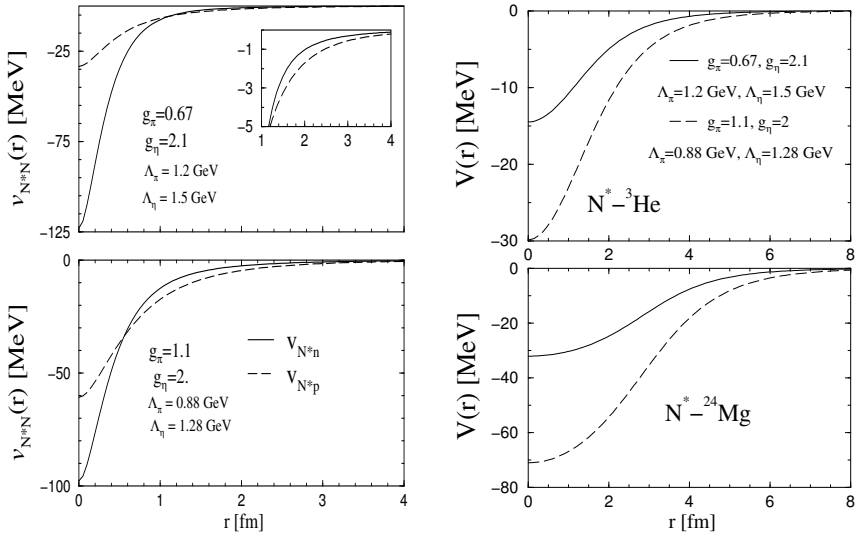 v_{N*N}(r) [MeV]
−25
−75
−125
g_π=0.67
g_η=2.1
Λ_π = 1.2 GeV
Λ_η = 1.5 GeV
−1
−3
−5
1 2 3 4
v_{N*N}(r) [MeV]
0
−50
−100
g_π=1.1
g_η=2.
Λ_π = 0.88 GeV
Λ_η = 1.28 GeV
V_{N*n}
V_{N*p}
0 1 2 3 4
r [fm]
V(r) [MeV]
0
−10
−20
−30
g_π=0.67, g_η=2.1
Λ_π=1.2 GeV, Λ_η=1.5 GeV
g_π=1.1, g_η=2
Λ_π=0.88 GeV, Λ_η=1.28 GeV
N*−³He
0 2 4 6 8
V(r) [MeV]
0
−20
−40
−60
−80
N*−²⁴Mg
0 2 4 6 8
r [fm]